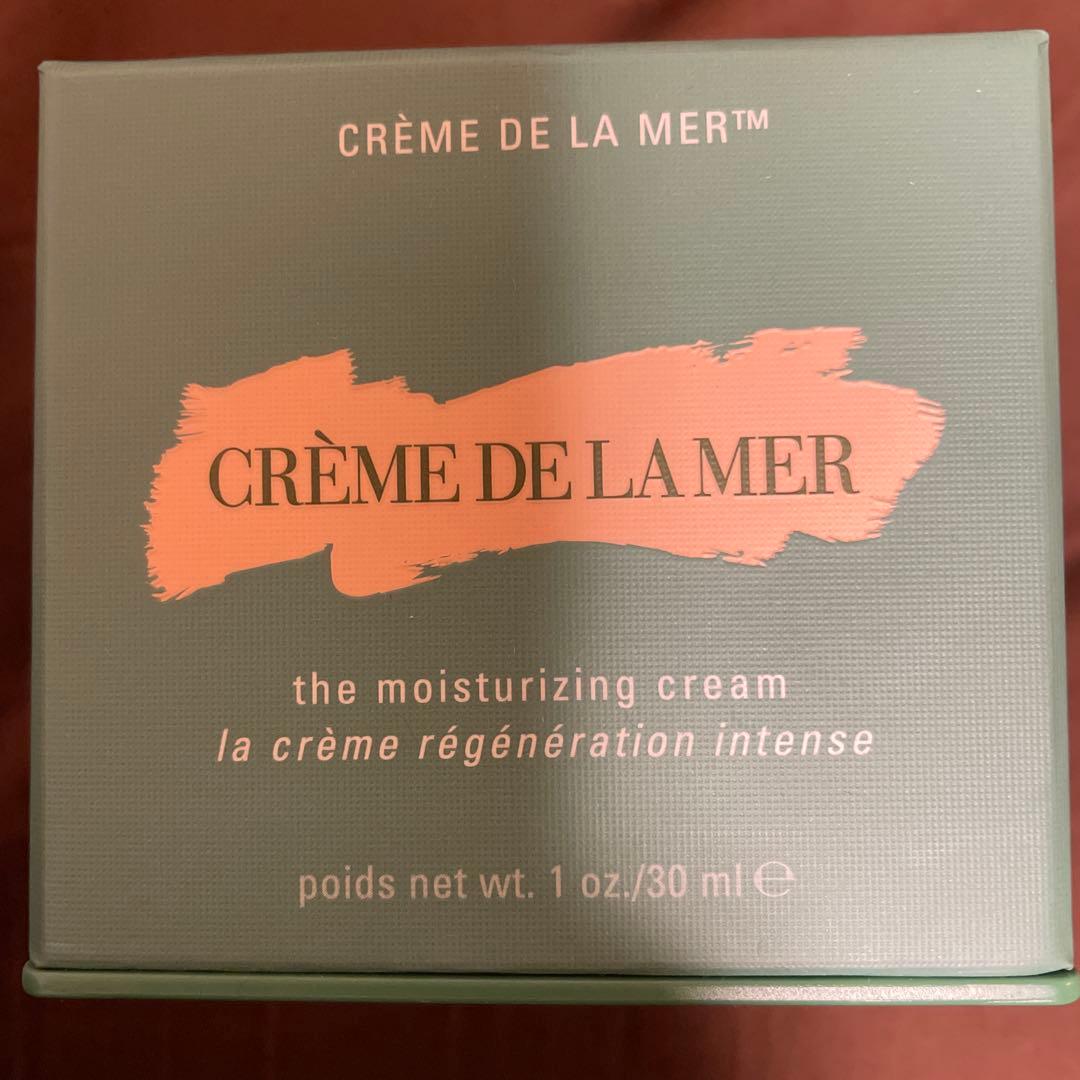 CRÈME DE LA MER™
CRÈME DE LA MER
the moisturizing cream
la crème régénération intense
poids net wt. 1 oz./30 ml ℮